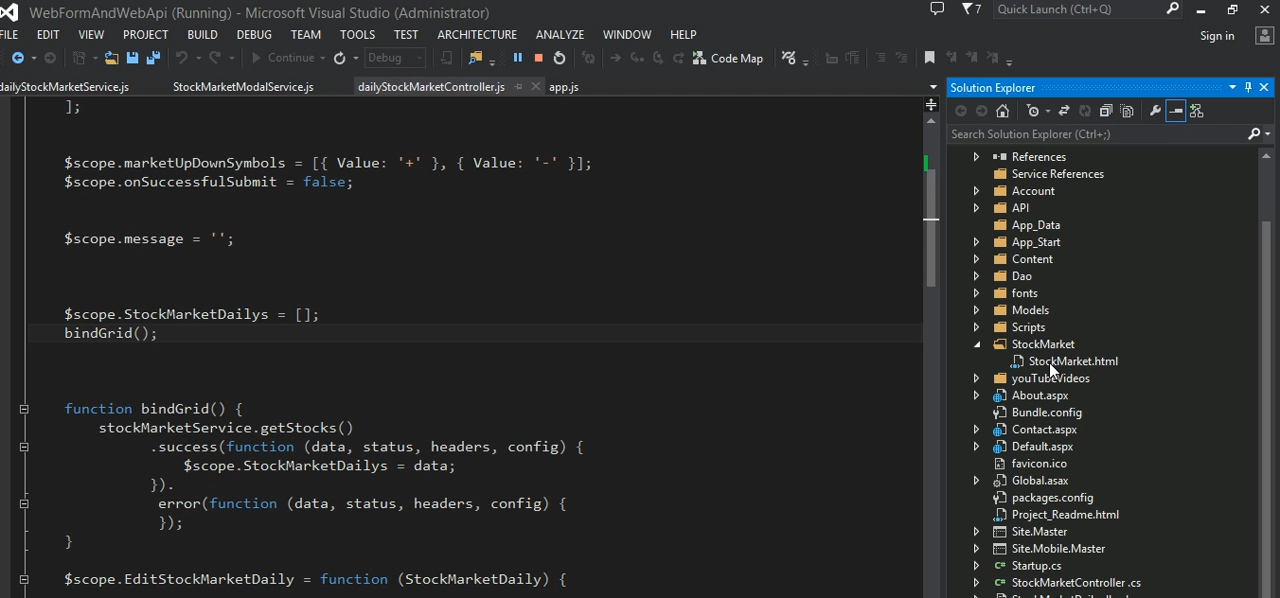 WebFormAndWebApi (Running) - Microsoft Visual Studio (Administrator)
7
Quick Launch (Ctrl+Q)
FILE EDIT VIEW PROJECT BUILD DEBUG TEAM TOOLS TEST ARCHITECTURE ANALYZE WINDOW HELP
Sign in
Continue
Debug
Code Map
dailyStockMarketService.js StockMarketModalService.js dailyStockMarketController.js app.js
];
$scope.marketUpDownSymbols = [{ Value: '+' }, { Value: '-' }];
$scope.onSuccessfulSubmit = false;
$scope.message = '';
$scope.StockMarketDailys = [];
bindGrid();
function bindGrid() {
stockMarketService.getStocks()
.success(function (data, status, headers, config) {
$scope.StockMarketDailys = data;
}).
error(function (data, status, headers, config) {
});
}
$scope.EditStockMarketDaily = function (StockMarketDaily) {
Solution Explorer
Search Solution Explorer (Ctrl+;)
References
Service References
Account
API
App_Data
App_Start
Content
Dao
fonts
Models
Scripts
StockMarket
StockMarket.html
youTubeVideos
About.aspx
Bundle.config
Contact.aspx
Default.aspx
favicon.ico
Global.asax
packages.config
Project_Readme.html
Site.Master
Site.Mobile.Master
Startup.cs
StockMarketController .cs